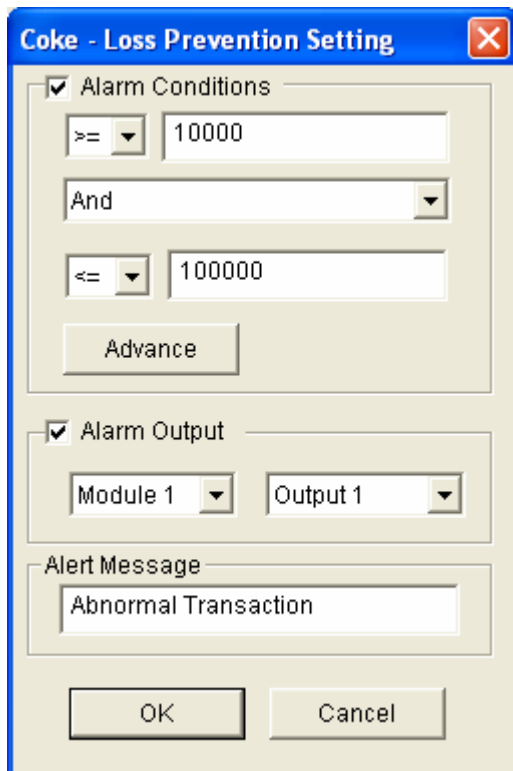 Coke - Loss Prevention Setting
Alarm Conditions
>= 10000
And
<= 100000
Advance
Alarm Output
Module 1 Output 1
Alert Message
Abnormal Transaction
OK Cancel